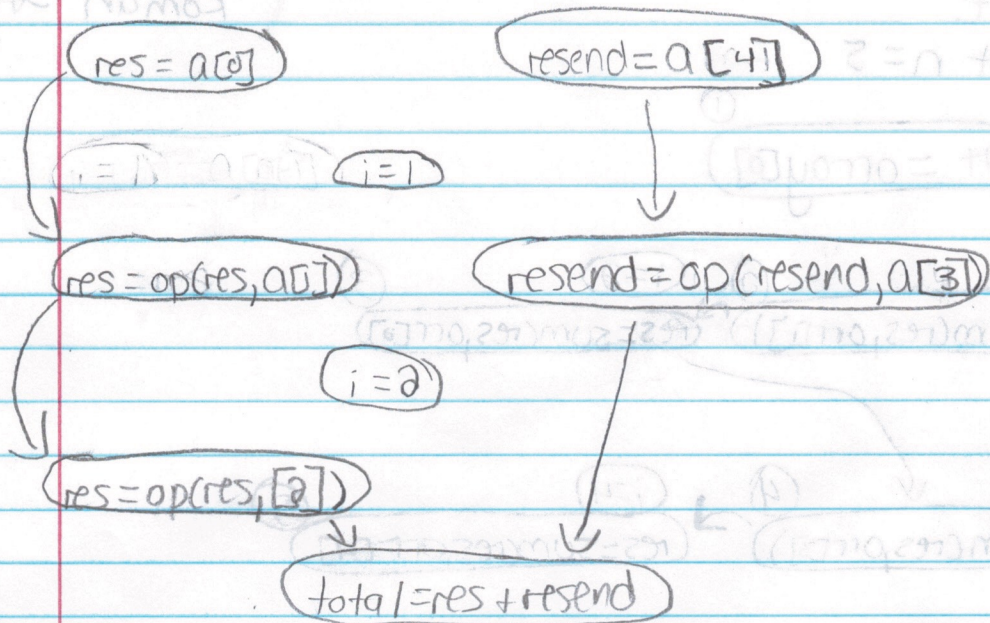 res = a[0]
resend = a[4]
i=1
res=op(res,a[1])
resend=op(resend,a[3])
i=2
res=op(res,[2])
total=res+resend